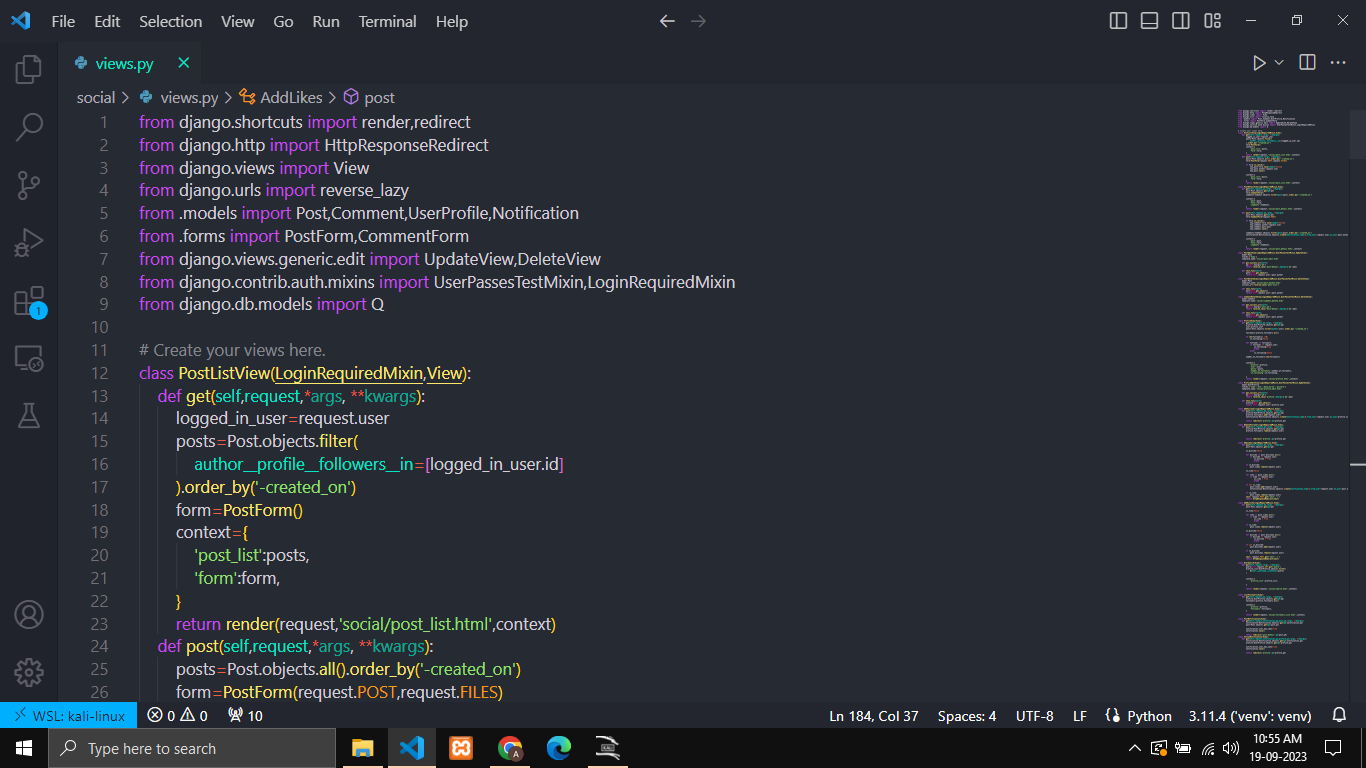 File Edit Selection View Go Run Terminal Help
views.py
social > views.py > AddLikes > post
1 from django.shortcuts import render,redirect
2 from django.http import HttpResponseRedirect
3 from django.views import View
4 from django.urls import reverse_lazy
5 from .models import Post,Comment,UserProfile,Notification
6 from .forms import PostForm,CommentForm
7 from django.views.generic.edit import UpdateView,DeleteView
8 from django.contrib.auth.mixins import UserPassesTestMixin,LoginRequiredMixin
9 from django.db.models import Q
10
11 # Create your views here.
12 class PostListView(LoginRequiredMixin,View):
13 def get(self,request,*args, **kwargs):
14 logged_in_user=request.user
15 posts=Post.objects.filter(
16 author__profile__followers__in=[logged_in_user.id]
17 ).order_by('-created_on')
18 form=PostForm()
19 context={
20 'post_list':posts,
21 'form':form,
22 }
23 return render(request,'social/post_list.html',context)
24 def post(self,request,*args, **kwargs):
25 posts=Post.objects.all().order_by('-created_on')
26 form=PostForm(request.POST,request.FILES)
1
WSL: kali-linux 0 0 10 Ln 184, Col 37 Spaces: 4 UTF-8 LF Python 3.11.4 ('venv': venv)
Type here to search
10:55 AM
19-09-2023